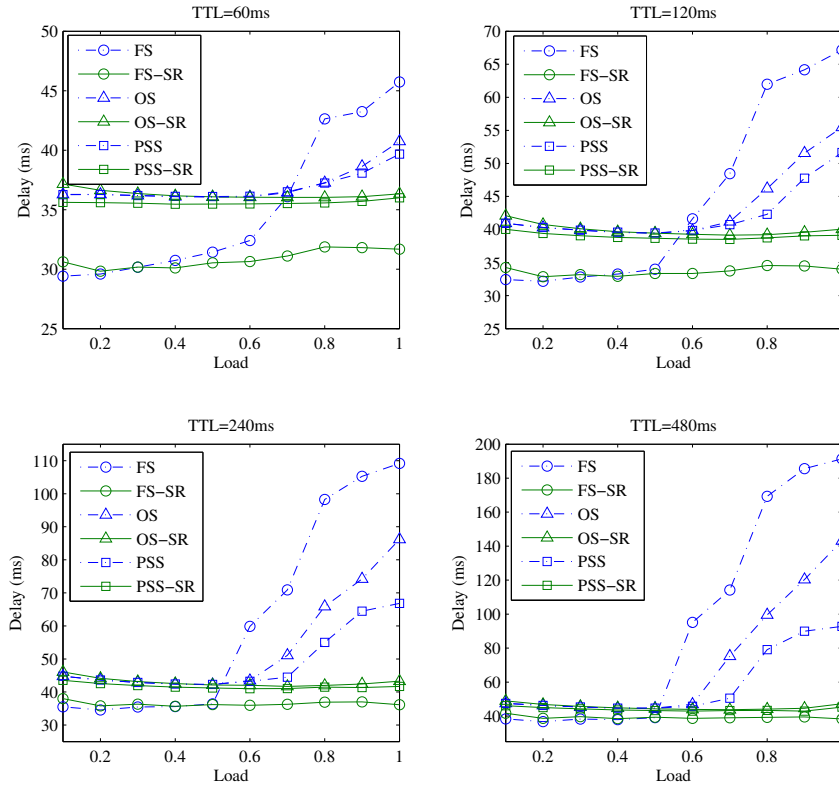 TTL=60ms
50
45
40
35
30
25
Delay (ms)
FS
FS−SR
OS
OS−SR
PSS
PSS−SR
0.2
0.4
0.6
0.8
1
Load
TTL=120ms
70
65
60
55
50
45
40
35
30
25
Delay (ms)
FS
FS−SR
OS
OS−SR
PSS
PSS−SR
0.2
0.4
0.6
0.8
Load
TTL=240ms
110
100
90
80
70
60
50
40
30
Delay (ms)
FS
FS−SR
OS
OS−SR
PSS
PSS−SR
0.2
0.4
0.6
0.8
1
Load
TTL=480ms
200
180
160
140
120
100
80
60
40
Delay (ms)
FS
FS−SR
OS
OS−SR
PSS
PSS−SR
0.2
0.4
0.6
0.8
Load